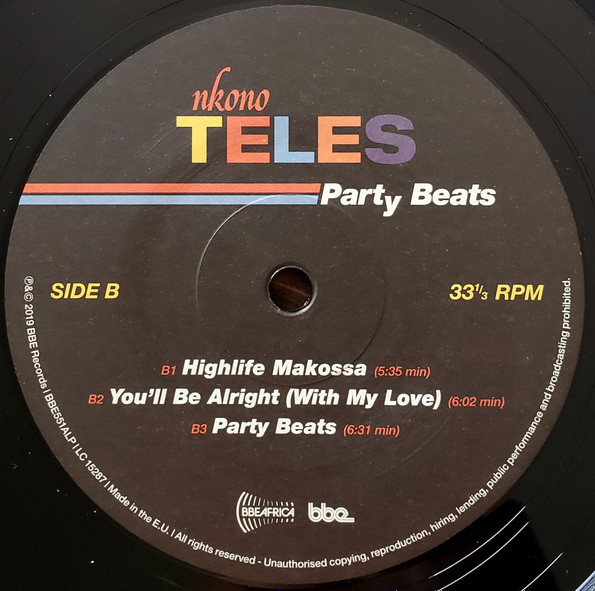 nkono
TELES
Party Beats
SIDE B
33 1/3 RPM
B1 Highlife Makossa (5:35 min)
B2 You'll Be Alright (With My Love) (6:02 min)
B3 Party Beats (6:31 min)
BBEAFRICA bbe
℗&© 2019 BBE Records | BBE551ALP | LC 15287 | Made in the E.U. | All rights reserved - Unauthorised copying, reproduction, hiring, lending, public performance and broadcasting prohibited.